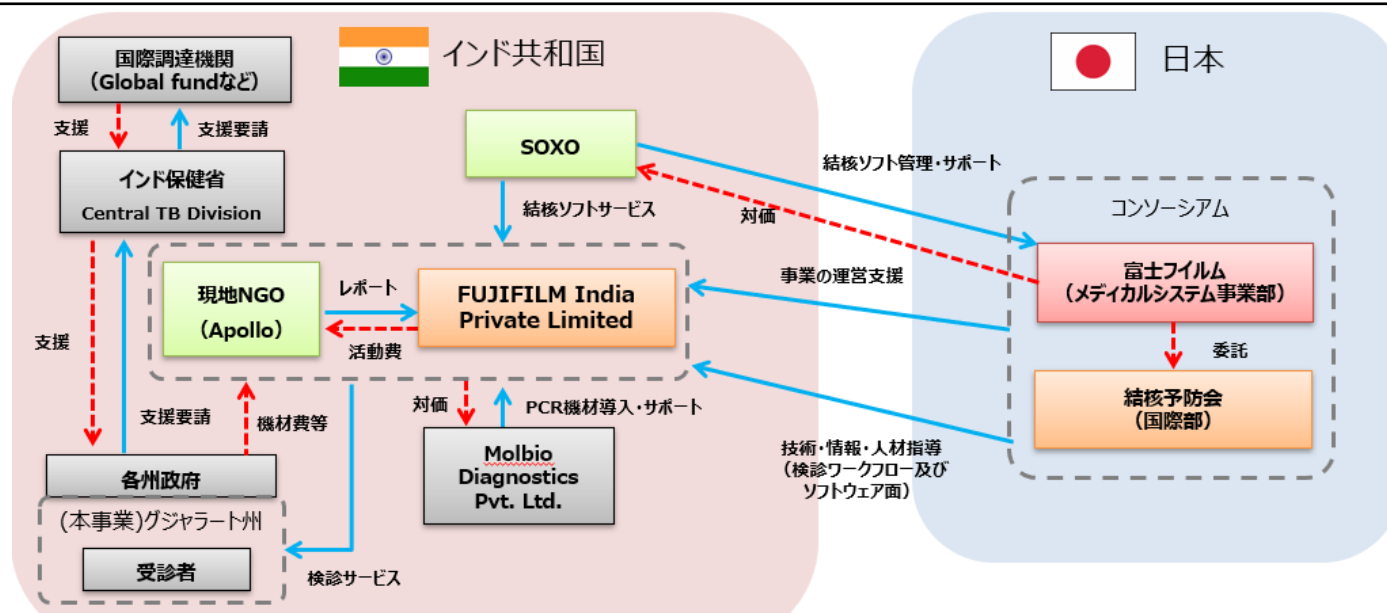 インド共和国
日本
国際調達機関
(Global fundなど)
支援
支援要請
インド保健省
Central TB Division
SOXO
結核ソフト管理・サポート
対価
結核ソフトサービス
コンソーシアム
富士フイルム
(メディカルシステム事業部)
委託
結核予防会
(国際部)
事業の運営支援
現地NGO
(Apollo)
レポート
活動費
FUJIFILM India
Private Limited
支援
支援要請
機材費等
対価
PCR機材導入・サポート
Molbio
Diagnostics
Pvt. Ltd.
技術・情報・人材指導
(検診ワークフロー及び
ソフトウェア面)
各州政府
(本事業)グジャラート州
受診者
検診サービス